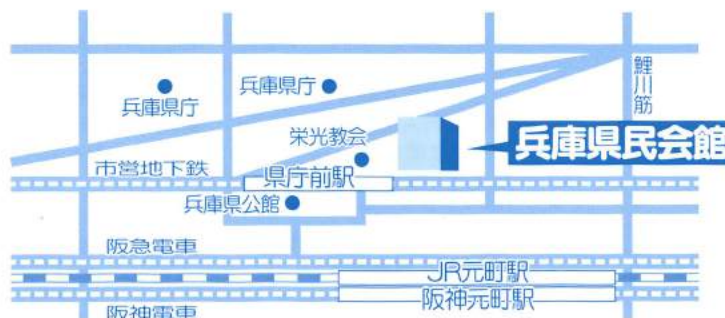 兵庫県庁
兵庫県庁
鯉川筋
栄光教会
兵庫県民会館
市営地下鉄
県庁前駅
兵庫県公館
阪急電車
JR元町駅
阪神元町駅
阪神電車